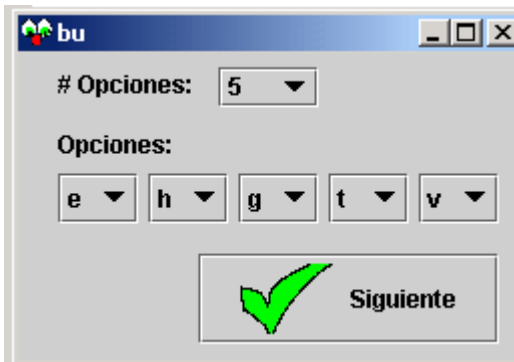 bu
# Opciones: 5
Opciones:
e h g t v
Siguiente